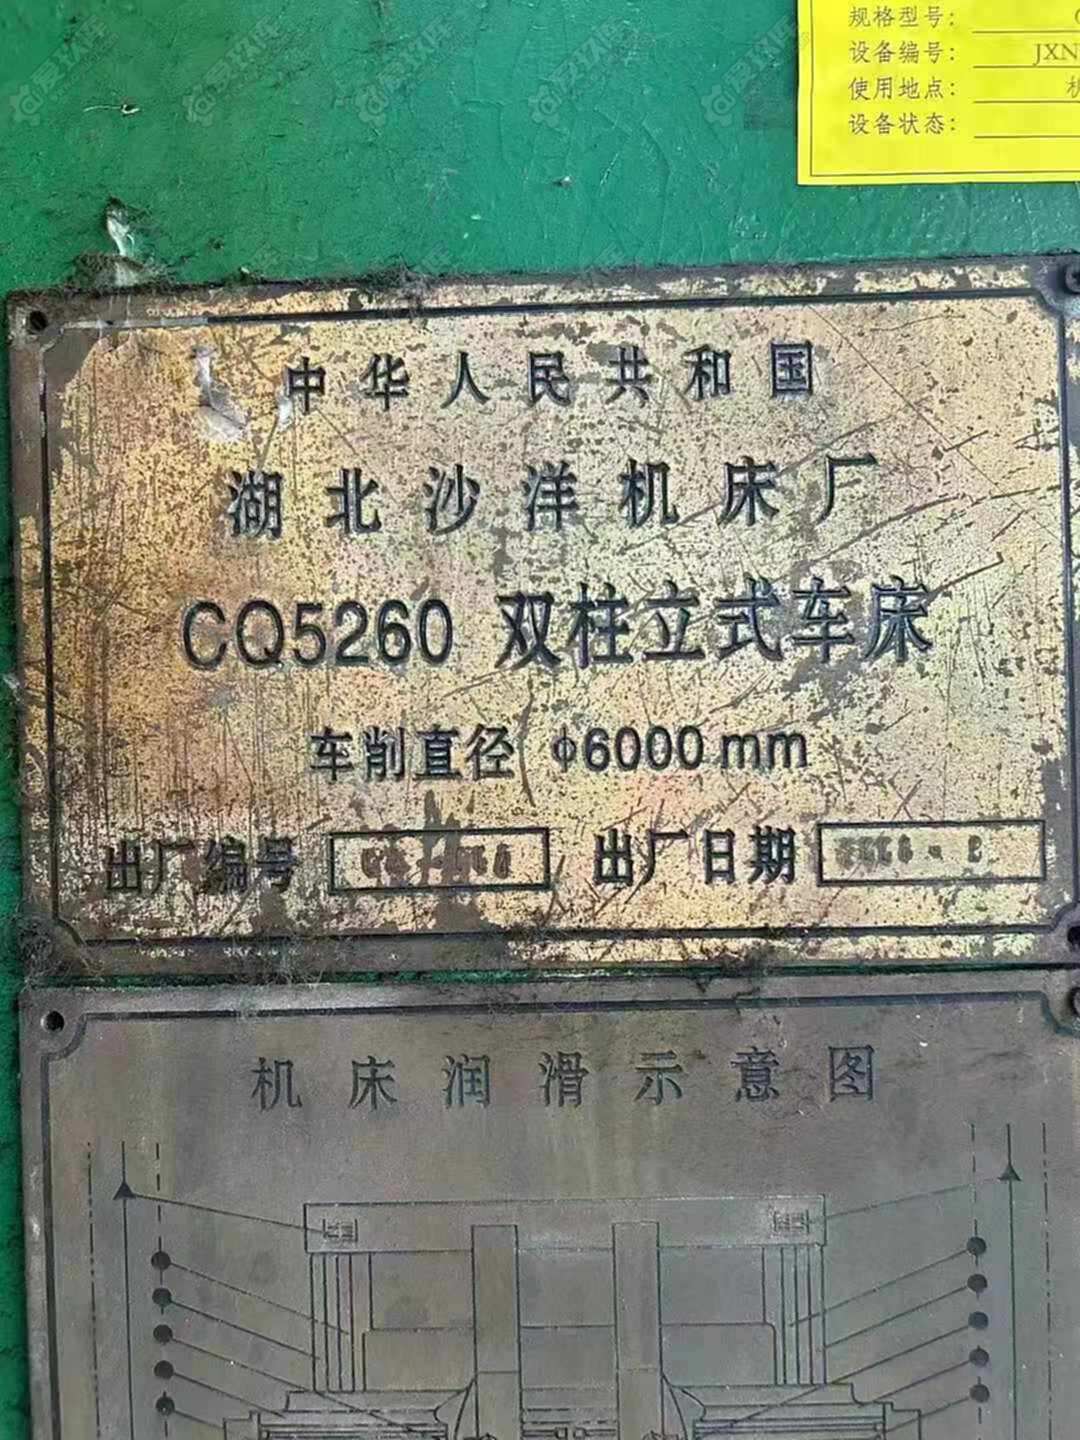 规格型号：
设备编号： JXN
使用地点：
设备状态：
中华人民共和国
湖北沙洋机床厂
CQ5260 双柱立式车床
车削直径 φ6000mm
出厂编号 出厂日期
机床润滑示意图